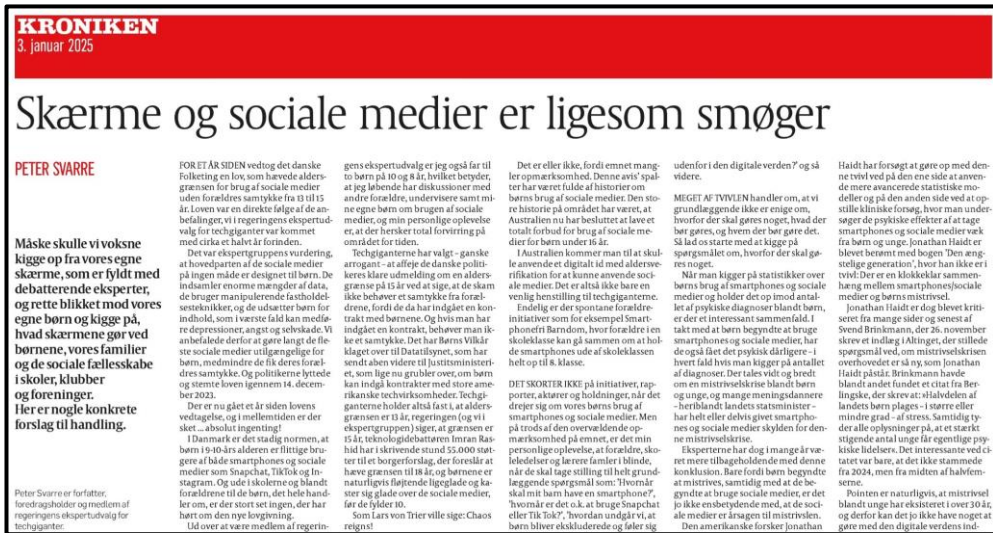 KRONIKEN
3. januar 2025
Skærme og sociale medier er ligesom smøger
PETER SVARRE
Måske skulle vi voksne
kigge op fra vores egne
skærme, som er fyldt med
debatterende eksperter,
og rette blikket mod vores
egne børn og kigge på,
hvad skærmene gør ved
børnene, vores familier
og de sociale fællesskabe
i skoler, klubber
og foreninger.
Her er nogle konkrete
forslag til handling.
Peter Svarre er forfatter,
foredragsholder og medlem af
regeringens ekspertudvalg for
techgiganter.
FOR ET ÅR SIDEN vedtog det danske
Folketing en lov, som hævede alders-
grænsen for brug af sociale medier
uden forældres samtykke fra 13 til 15
år. Loven var en direkte følge af de an-
befalinger, vi i regeringens ekspertud-
valg for techgiganter var kommet
med cirka et halvt år forinden.
Det var ekspertgruppens vurdering,
at hovedparten af de sociale medier
på ingen måde er designet til børn. De
indsamler enorme mængder af data,
de bruger manipulerende fastholdel-
sesteknikker, og de udsætter børn for
indhold, som i værste fald kan medfø-
re depressioner, angst og selvskade. Vi
anbefalede derfor at gøre langt de fle-
ste sociale medier utilgængelige for
børn, medmindre de fik deres foræl-
dres samtykke. Og politikerne lyttede
og stemte loven igennem 14. decem-
ber 2023.
Der er nu gået et år siden lovens
vedtagelse, og i mellemtiden er der
sket ... absolut ingenting!
I Danmark er det stadig normen, at
børn i 9-10-års alderen er flittige bru-
gere af både smartphones og sociale
medier som Snapchat, TikTok og In-
stagram. Og ude i skolerne og blandt
forældrene til de børn, det hele hand-
ler om, er der stort set ingen, der har
hørt om den nye lovgivning.
Ud over at være medlem af regerin-
gens ekspertudvalg er jeg også far til
to børn på 10 og 8 år, hvilket betyder,
at jeg løbende har diskussioner med
andre forældre, undervisere samt mi-
ne egne børn om brugen af sociale
medier, og min personlige oplevelse
er, at der hersker total forvirring på
området for tiden.
Techgiganterne har valgt – ganske
arrogant – at affeje de danske politi-
keres klare udmelding om en alders-
grænse på 15 år ved at sige, at de skam
ikke behøver et samtykke fra foræl-
drene, fordi de da har indgået en kon-
trakt med børnene. Og hvis man har
indgået en kontrakt, behøver man ik-
ke et samtykke. Det har Børns Vilkår
klaget over til Datatilsynet, som har
sendt aben videre til Justitsministeri-
et, som lige nu grubler over, om børn
kan indgå kontrakter med store ame-
rikanske techvirksomheder. Techgi-
ganterne holder altså fast i, at alders-
grænsen er 13 år, regeringen (og vi i
ekspertgruppen) siger, at grænsen er
15 år, teknologidebattøren Imran Ras-
hid har i skrivende stund 55.000 støt-
ter til et borgerforslag, der foreslår at
hæve grænsen til 18 år, og børnene er
naturligvis fløjtende ligeglade og ka-
ster sig glade over de sociale medier,
før de fylder 10.
Som Lars von Trier ville sige: Chaos
reigns!
Det er eller ikke, fordi emnet mang-
ler opmærksomhed. Denne avis' spal-
ter har været fulde af historier om
børns brug af sociale medier. Den sto-
re historie på området har været, at
Australien nu har besluttet at lave et
totalt forbud for brug af sociale me-
dier for børn under 16 år.
I Australien kommer man til at skul-
le anvende et digitalt id med aldersve-
rifikation for at kunne anvende soci-
ale medier. Det er altså ikke bare en
venlig henstilling til techgiganterne.
Endelig er der spontane forældre-
initiativer som for eksempel Smart-
phonefri Barndom, hvor forældre i en
skoleklasse kan gå sammen om at hol-
de smartphones ude af skoleklassen
helt op til 8. klasse.
DET SKORTER IKKE på initiativer, rap-
porter, aktører og holdninger, når det
drejer sig om vores børns brug af
smartphones og sociale medier. Men
på trods af den overvældende op-
mærksomhed på emnet, er det min
personlige oplevelse, at forældre, sko-
leledelser og lærere famler i blinde,
når de skal tage stilling til helt grund-
læggende spørgsmål som: 'Hvornår
skal mit barn have en smartphone?',
'hvornår er det o.k. at bruge Snapchat
eller Tik Tok?', 'hvordan undgår vi, at
børn bliver ekskluderede og føler sig
udenfor i den digitale verden?' og så
videre.
MEGET AF TVIVLEN handler om, at vi
grundlæggende ikke er enige om,
hvorfor der skal gøres noget, hvad der
bør gøres, og hvem der bør gøre det.
Så lad os starte med at kigge på
spørgsmålet om, hvorfor der skal gø-
res noget.
Når man kigger på statistikker over
børns brug af smartphones og sociale
medier og holder det op imod antal-
let af psykiske diagnoser blandt børn,
er der et interessant sammenfald. I
takt med at børn begyndte at bruge
smartphones og sociale medier, har
de også fået det psykisk dårligere – i
hvert fald hvis man kigger på antallet
af diagnoser. Der tales vidt og bredt
om en mistrivselskrise blandt børn
og unge, og mange meningsdannere
– heriblandt landets statsminister –
har helt eller delvis givet smartpho-
nes og sociale medier skylden for den-
ne mistrivselskrise.
Eksperterne har dog i mange år væ-
ret mere tilbageholdende med denne
konklusion. Bare fordi børn begyndte
at mistrives, samtidig med at de be-
gyndte at bruge sociale medier, er det
jo ikke ensbetydende med, at de soci-
ale medier er årsagen til mistrivslen.
Den amerikanske forsker Jonathan
Haidt har forsøgt at gøre op med den-
ne tvivl ved på den ene side at anven-
de mere avancerede statistiske mo-
deller og på den anden side ved at op-
stille kliniske forsøg, hvor man under-
søger de psykiske effekter af at tage
smartphones og sociale medier væk
fra børn og unge. Jonathan Haidt er
blevet berømt med bogen 'Den æng-
stelige generation', hvor han ikke er i
tvivl: Der er en klokkeklar sammen-
hæng mellem smartphones/sociale
medier og børns mistrivsel.
Jonathan Haidt er dog blevet kriti-
seret fra mange sider og senest af
Svend Brinkmann, der 26. november
skrev et indlæg i Altinget, der stillede
spørgsmål ved, om mistrivselskrisen
overhovedet er så ny, som Jonathan
Haidt påstår. Brinkmann havde
blandt andet fundet et citat fra Ber-
lingske, der skrev at: »Halvdelen af
landets børn plages – i større eller
mindre grad – af stress. Samtidig ty-
der alle oplysninger på, at et stærkt
stigende antal unge får egentlige psy-
kiske lidelser«. Det interessante ved ci-
tatet var bare, at det ikke stammede
fra 2024, men fra midten af halvfem-
serne.
Pointen er naturligvis, at mistrivsel
blandt unge har eksisteret i over 30 år,
og derfor kan det jo ikke have noget at
gøre med den digitale verdens ind-